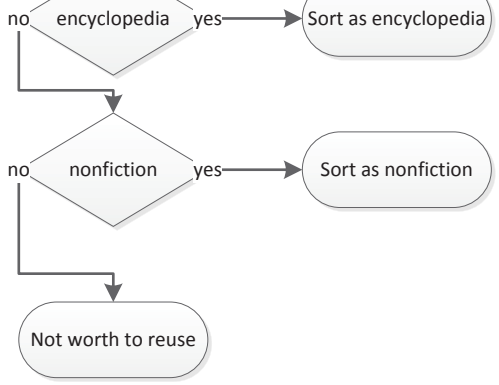 no encyclopedia yes Sort as encyclopedia
no nonfiction yes Sort as nonfiction
Not worth to reuse